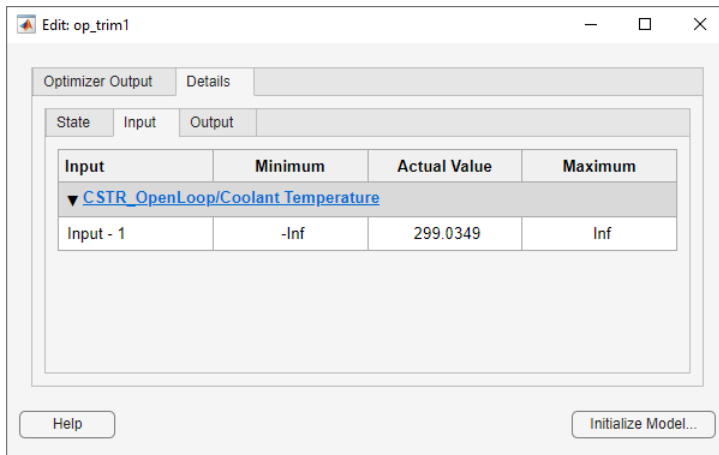 Edit: op_trim1
Optimizer Output Details
State Input Output
Input Minimum Actual Value Maximum
CSTR_OpenLoop/Coolant Temperature
Input - 1 -Inf 299.0349 Inf
Help Initialize Model...